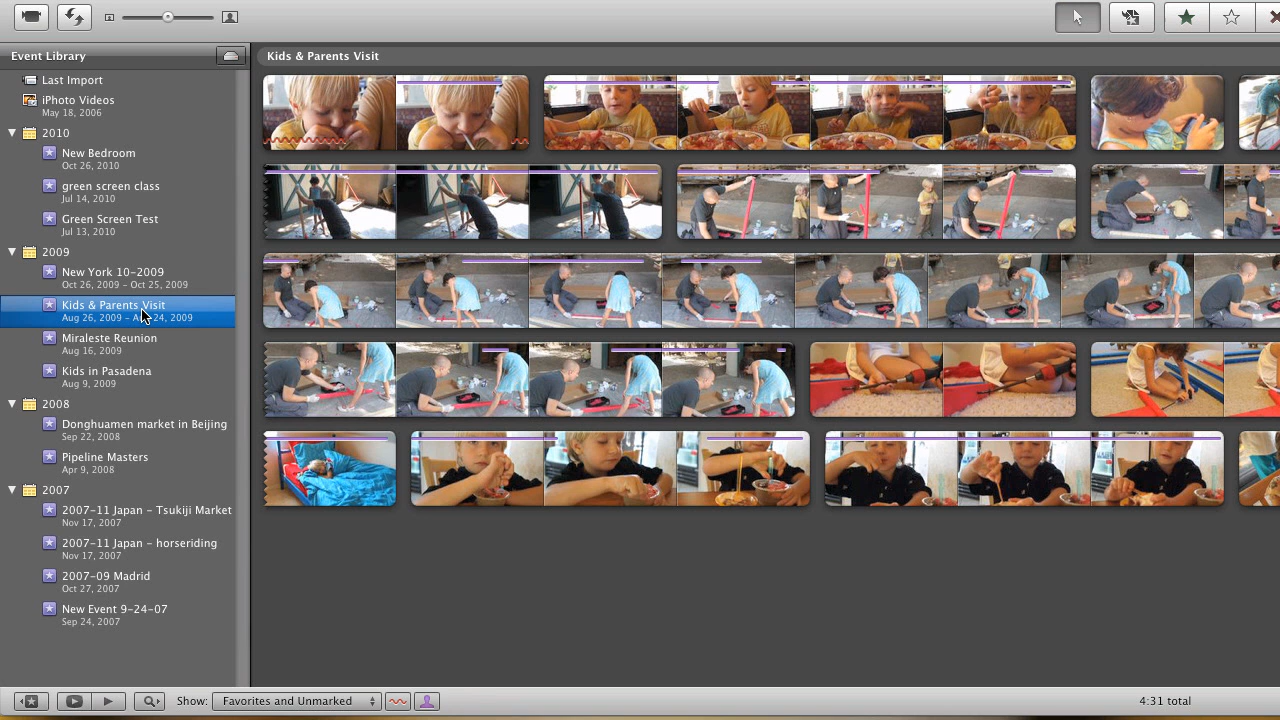 Event Library
Kids & Parents Visit
Last Import
iPhoto Videos
May 18, 2006
2010
New Bedroom
Oct 26, 2010
green screen class
Jul 14, 2010
Green Screen Test
Jul 13, 2010
2009
New York 10-2009
Oct 26, 2009 - Oct 25, 2009
Kids & Parents Visit
Aug 26, 2009 - 24, 2009
Miraleste Reunion
Aug 16, 2009
Kids in Pasadena
Aug 9, 2009
2008
Donghuamen market in Beijing
Sep 22, 2008
Pipeline Masters
Apr 9, 2008
2007
2007-11 Japan - Tsukiji Market
Nov 17, 2007
2007-11 Japan - horseriding
Nov 17, 2007
2007-09 Madrid
Oct 27, 2007
New Event 9-24-07
Sep 24, 2007
Show: Favorites and Unmarked
4:31 total